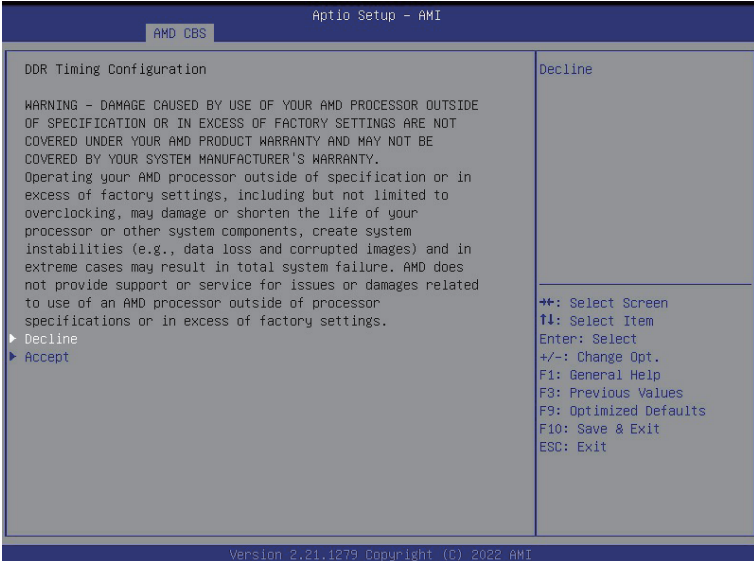 Aptio Setup – AMI
AMD CBS
DDR Timing Configuration
WARNING – DAMAGE CAUSED BY USE OF YOUR AMD PROCESSOR OUTSIDE
OF SPECIFICATION OR IN EXCESS OF FACTORY SETTINGS ARE NOT
COVERED UNDER YOUR AMD PRODUCT WARRANTY AND MAY NOT BE
COVERED BY YOUR SYSTEM MANUFACTURER'S WARRANTY.
Operating your AMD processor outside of specification or in
excess of factory settings, including but not limited to
overclocking, may damage or shorten the life of your
processor or other system components, create system
instabilities (e.g., data loss and corrupted images) and in
extreme cases may result in total system failure. AMD does
not provide support or service for issues or damages related
to use of an AMD processor outside of processor
specifications or in excess of factory settings.
Decline
Accept
Decline
→←: Select Screen
↑↓: Select Item
Enter: Select
+/-: Change Opt.
F1: General Help
F3: Previous Values
F9: Optimized Defaults
F10: Save & Exit
ESC: Exit
Version 2.21.1279 Copyright (C) 2022 AMI